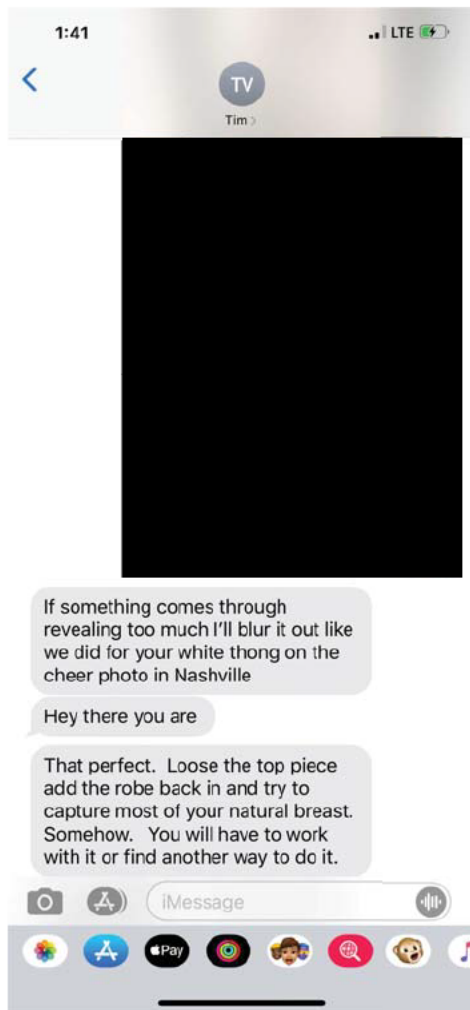 1:41
LTE
TV
Tim
If something comes through
revealing too much I'll blur it out like
we did for your white thong on the
cheer photo in Nashville
Hey there you are
That perfect. Loose the top piece
add the robe back in and try to
capture most of your natural breast.
Somehow. You will have to work
with it or find another way to do it.
iMessage
Pay